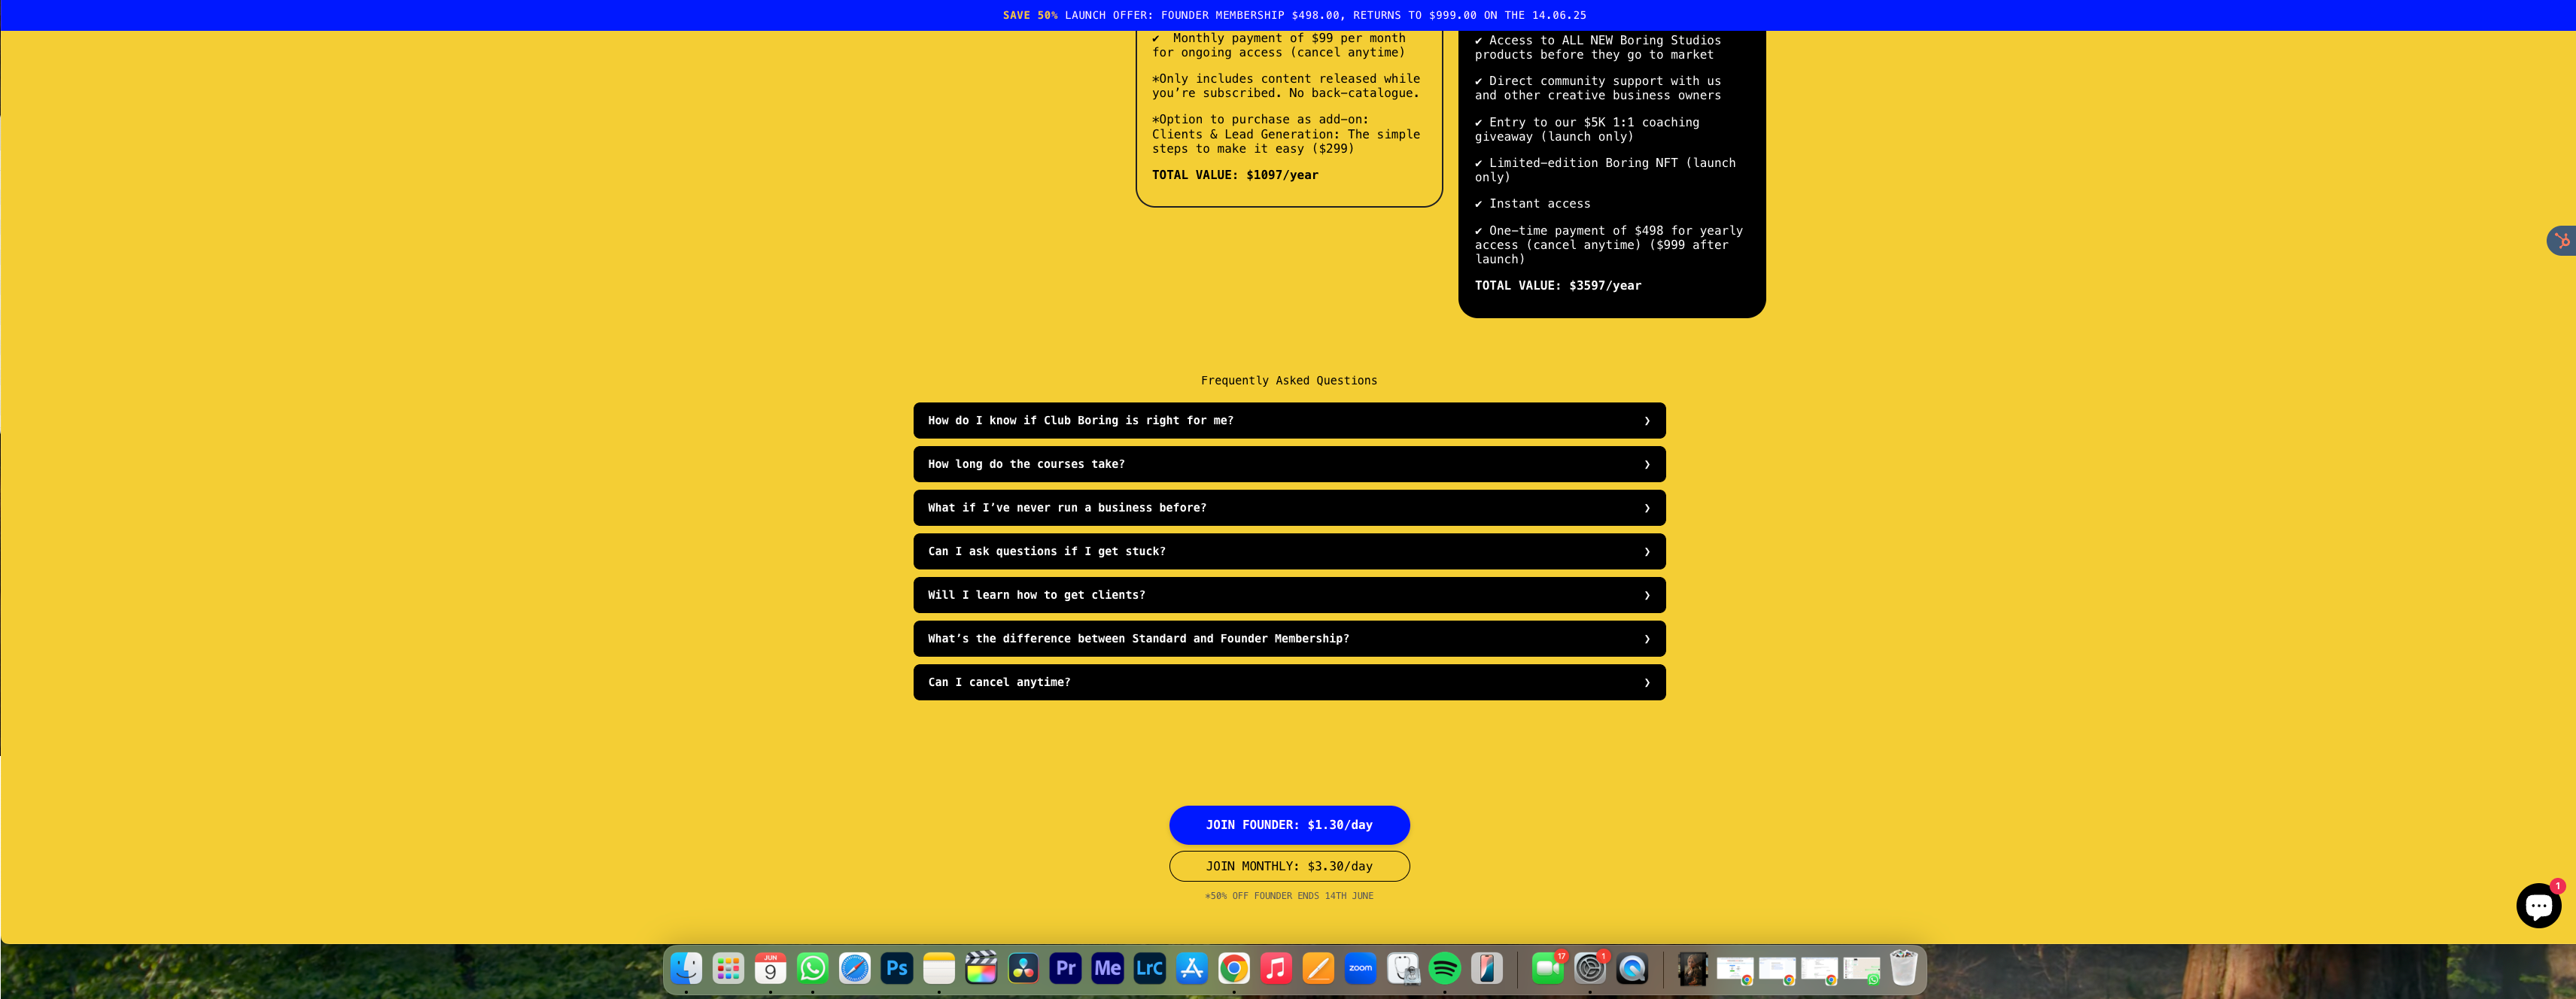 SAVE 50% LAUNCH OFFER: FOUNDER MEMBERSHIP $498.00, RETURNS TO $999.00 ON THE 14.06.25
✔ Monthly payment of $99 per month
for ongoing access (cancel anytime)
*Only includes content released while
you’re subscribed. No back-catalogue.
*Option to purchase as add-on:
Clients & Lead Generation: The simple
steps to make it easy ($299)
TOTAL VALUE: $1097/year
✔ Access to ALL NEW Boring Studios
products before they go to market
✔ Direct community support with us
and other creative business owners
✔ Entry to our $5K 1:1 coaching
giveaway (launch only)
✔ Limited-edition Boring NFT (launch
only)
✔ Instant access
✔ One-time payment of $498 for yearly
access (cancel anytime) ($999 after
launch)
TOTAL VALUE: $3597/year
Frequently Asked Questions
How do I know if Club Boring is right for me?
How long do the courses take?
What if I’ve never run a business before?
Can I ask questions if I get stuck?
Will I learn how to get clients?
What’s the difference between Standard and Founder Membership?
Can I cancel anytime?
JOIN FOUNDER: $1.30/day
JOIN MONTHLY: $3.30/day
*50% OFF FOUNDER ENDS 14TH JUNE
1
JUN
9
Ps
Pr
Me
LrC
zoom
17
1